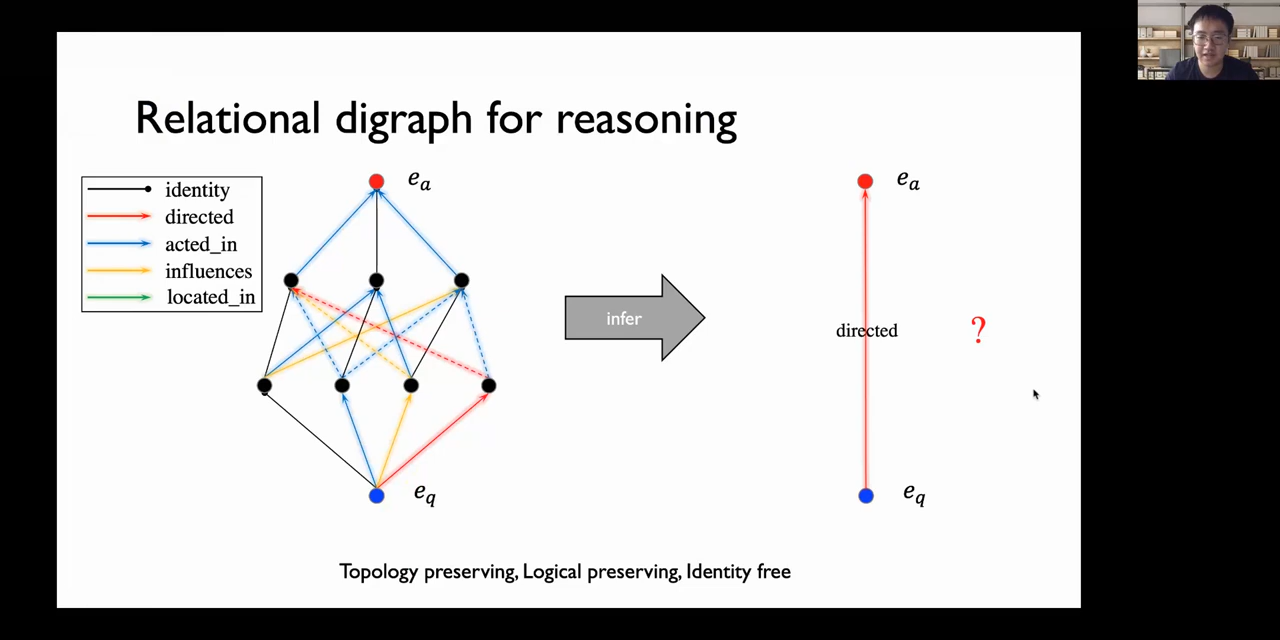 Relational digraph for reasoning
identity
directed
acted_in
influences
located_in
e_a
e_q
infer
e_a
directed
?
e_q
Topology preserving, Logical preserving, Identity free